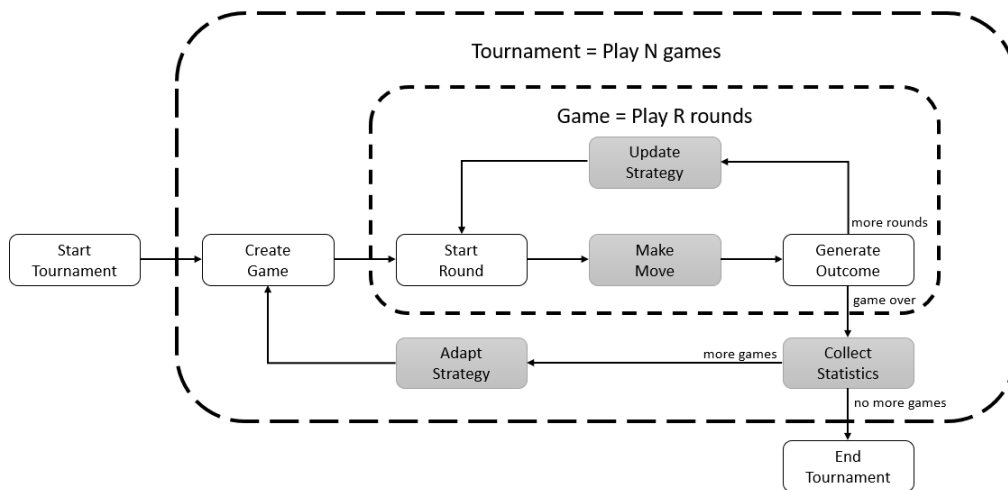 Tournament = Play N games
Game = Play R rounds
Update
Strategy
more rounds
Start
Tournament
Create
Game
Start
Round
Make
Move
Generate
Outcome
game over
Adapt
Strategy
more games
Collect
Statistics
no more games
End
Tournament